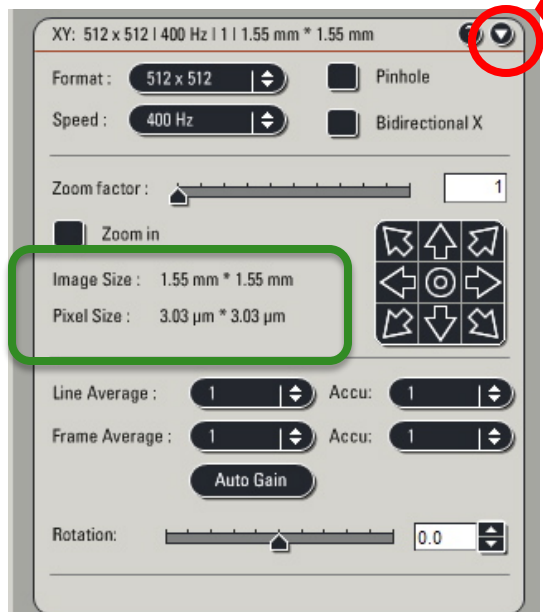 XY: 512 x 512 | 400 Hz | 1 | 1.55 mm * 1.55 mm
Format : 512 x 512 Pinhole
Speed : 400 Hz Bidirectional X
Zoom factor : 1
Zoom in
Image Size : 1.55 mm * 1.55 mm
Pixel Size : 3.03 µm * 3.03 µm
Line Average : 1 Accu: 1
Frame Average : 1 Accu: 1
Auto Gain
Rotation: 0.0